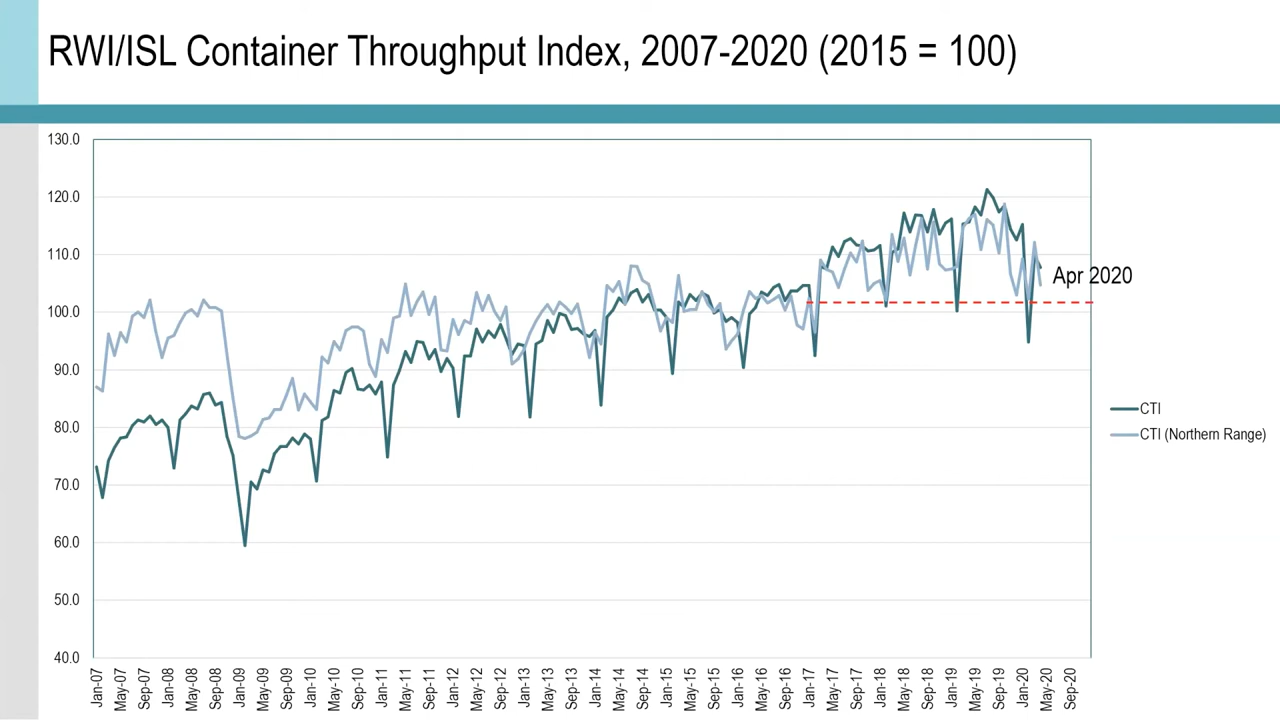 RWI/ISL Container Throughput Index, 2007-2020 (2015 = 100)
130.0
120.0
110.0
100.0
90.0
80.0
70.0
60.0
50.0
40.0
Apr 2020
CTI
CTI (Northern Range)
Jan-07
May-07
Sep-07
Jan-08
May-08
Sep-08
Jan-09
May-09
Sep-09
Jan-10
May-10
Sep-10
Jan-11
May-11
Sep-11
Jan-12
May-12
Sep-12
Jan-13
May-13
Sep-13
Jan-14
May-14
Sep-14
Jan-15
May-15
Sep-15
Jan-16
May-16
Sep-16
Jan-17
May-17
Sep-17
Jan-18
May-18
Sep-18
Jan-19
May-19
Sep-19
Jan-20
May-20
Sep-20